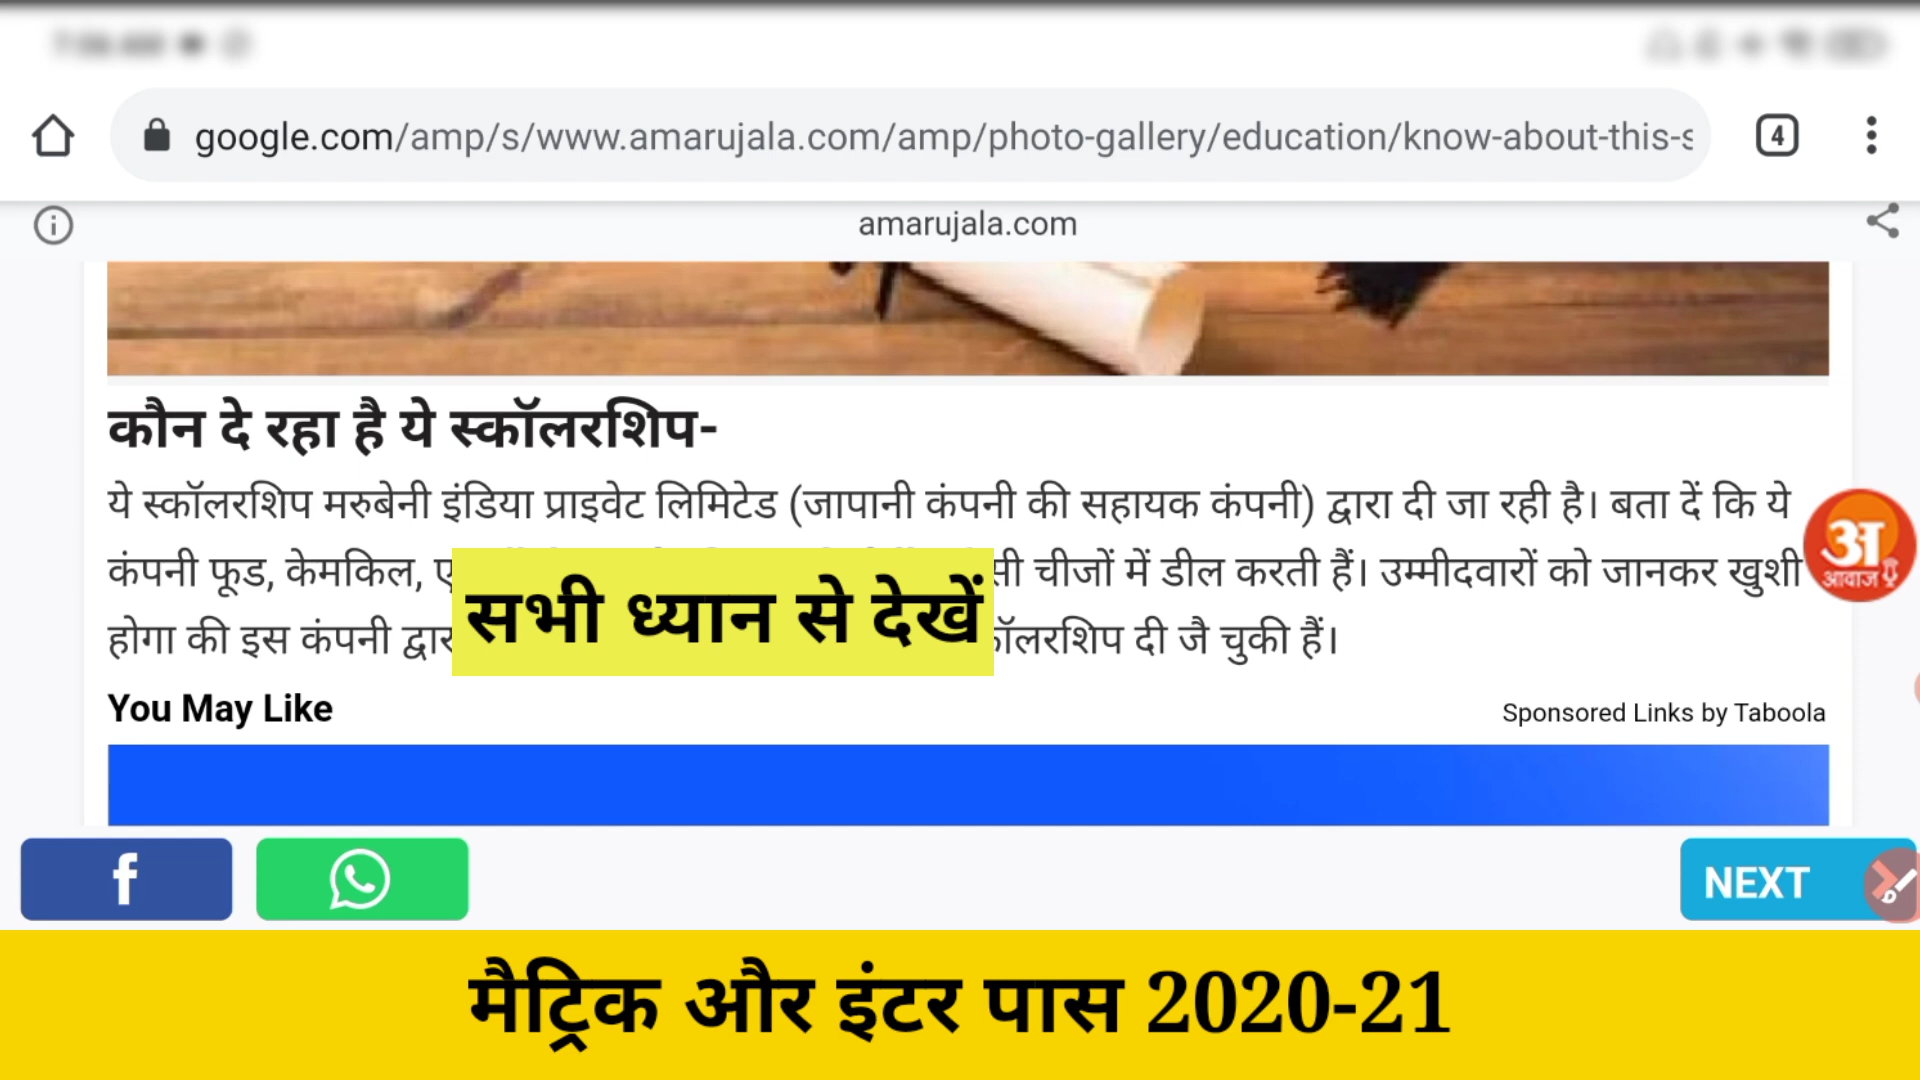 4
google.com/amp/s/www.amarujala.com/amp/photo-gallery/education/know-about-this-s
amarujala.com
कौन दे रहा है ये स्कॉलरशिप-
ये स्कॉलरशिप मरुबेनी इंडिया प्राइवेट लिमिटेड (जापानी कंपनी की सहायक कंपनी) द्वारा दी जा रही है। बता दें कि ये
कंपनी फूड, केमकिल, चीजों में डील करती हैं। उम्मीदवारों को जानकर खुशी
सभी ध्यान से देखें
होगा की इस कंपनी दी जै चुकी हैं।
अ
आवाज
You May Like
Sponsored Links by Taboola
f
NEXT
मैट्रिक और इंटर पास 2020-21